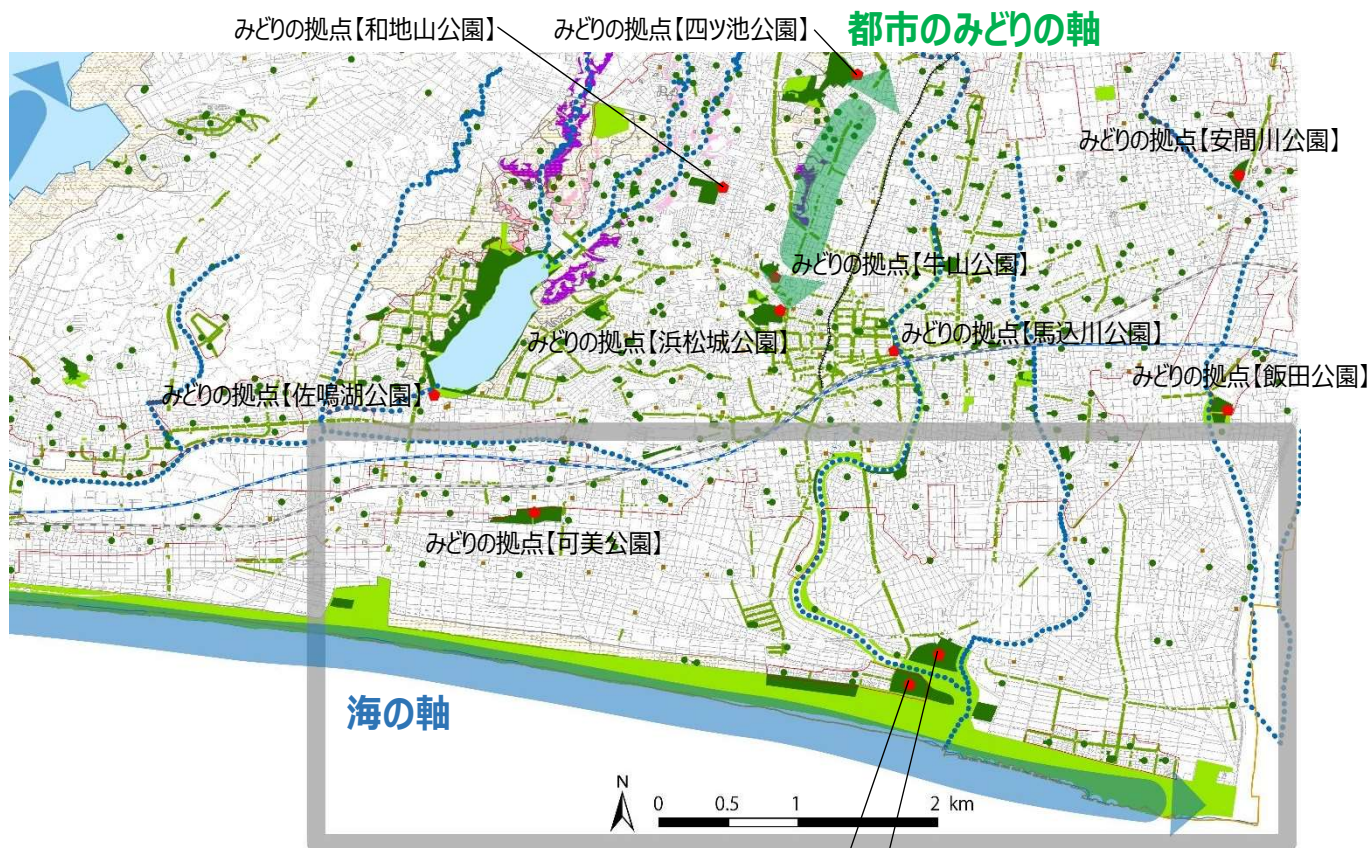 みどりの拠点【和地山公園】
みどりの拠点【四ツ池公園】
都市のみどりの軸
みどりの拠点【安間川公園】
みどりの拠点【牛山公園】
みどりの拠点【浜松城公園】
みどりの拠点【馬込川公園】
みどりの拠点【佐鳴湖公園】
みどりの拠点【飯田公園】
みどりの拠点【可美公園】
海の軸
N
0 0.5 1 2 km